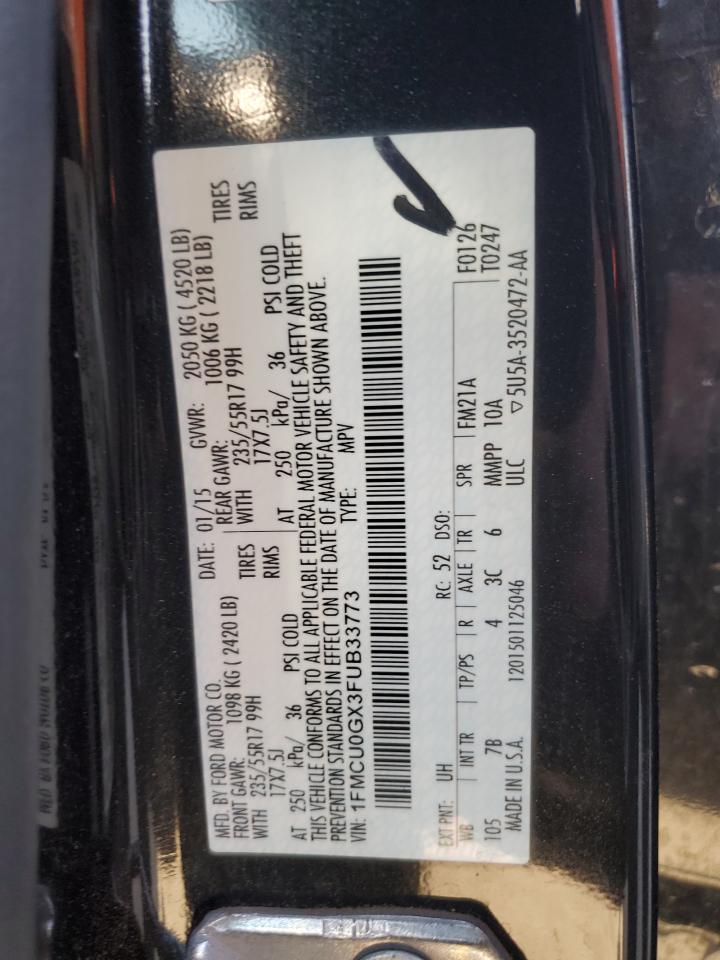 MFD. BY FORD MOTOR CO.
DATE: 01/15 GVWR: 2050 KG ( 4520 LB)
FRONT GAWR: 1098 KG ( 2420 LB)
REAR GAWR: 1006 KG ( 2218 LB)
WITH 235/55R17 99H TIRES
WITH 235/55R17 99H TIRES
17X7.5J RIMS
17X7.5J RIMS
AT 250 kPa/ 36 PSI COLD
AT 250 kPa/ 36 PSI COLD
THIS VEHICLE CONFORMS TO ALL APPLICABLE FEDERAL MOTOR VEHICLE SAFETY AND THEFT
PREVENTION STANDARDS IN EFFECT ON THE DATE OF MANUFACTURE SHOWN ABOVE.
VIN: 1FMCU0GX3FUB33773 TYPE: MPV
EXT PNT: UH RC: 52 DSO: F0126
WB INT TR TP/PS R AXLE TR SPR FM21A T0247
105 7B 4 3C 6 MMPP 10A
MADE IN U.S.A. 1201501125046 ULC ▽5U5A-3520472-AA